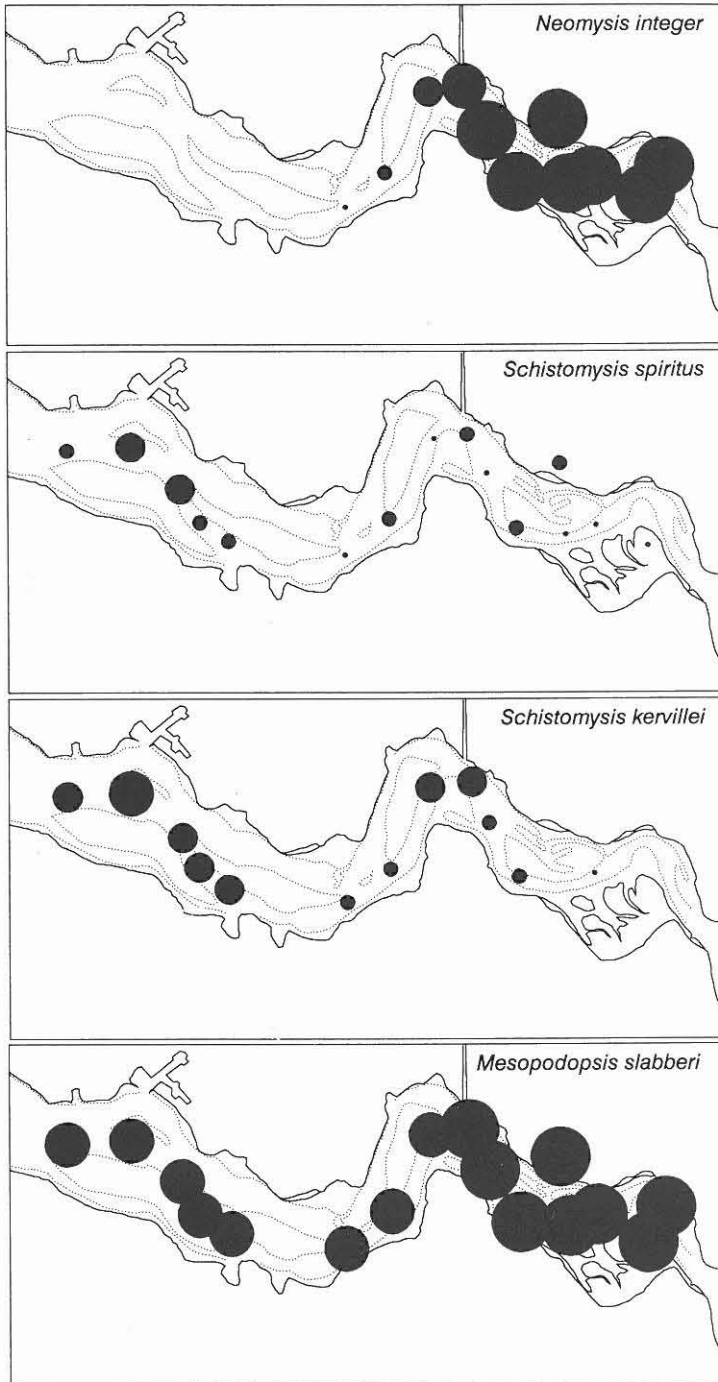 Neomysis integer
Schistomysis spiritus
Schistomysis kervillei
Mesopodopsis slabberi